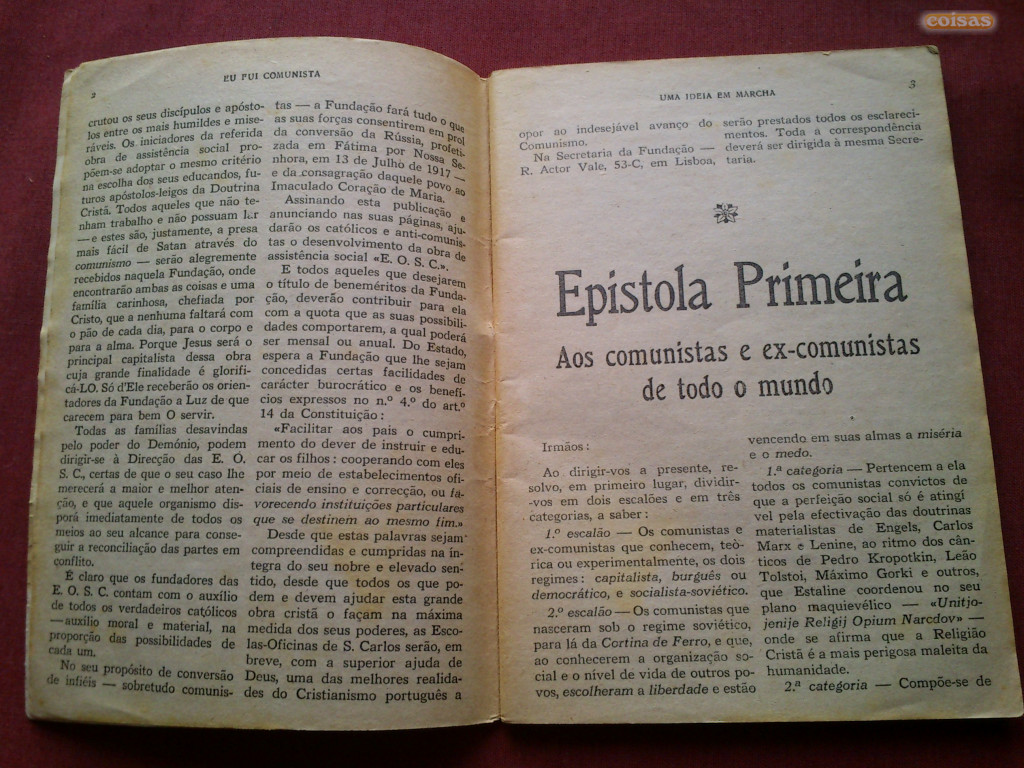 coisas
2
EU FUI COMUNISTA
crutou os seus discípulos e apósto-
los entre os mais humildes e mise-
ráveis. Os iniciadores da referida
obra de assistência social pro-
põem-se adoptar o mesmo critério
na escolha dos seus educandos, fu-
turos apóstolos-leigos da Doutrina
Cristã. Todos aqueles que não te-
nham trabalho e não possuam lar
— e estes são, justamente, a presa
mais fácil de Satan através do
comunismo — serão alegremente
recebidos naquela Fundação, onde
encontrarão ambas as coisas e uma
família carinhosa, chefiada por
Cristo, que a nenhuma faltará com
o pão de cada dia, para o corpo e
para a alma. Porque Jesus será o
principal capitalista dessa obra
cuja grande finalidade é glorifi-
cá-LO. Só d'Ele receberão os orien-
tadores da Fundação a Luz de que
carecem para bem O servir.
Todas as famílias desavindas
pelo poder do Demónio, podem
dirigir-se à Direcção das E. O.
S. C., certas de que o seu caso lhe
merecerá a maior e melhor aten-
ção, e que aquele organismo dis-
porá imediatamente de todos os
meios ao seu alcance para conse-
guir a reconciliação das partes em
conflito.
É claro que os fundadores das
E. O. S. C. contam com o auxílio
de todos os verdadeiros católicos
— auxílio moral e material, na
proporção das possibilidades de
cada um.
No seu propósito de conversão
de infiéis — sobretudo comunis-
tas — a Fundação fará tudo o que
as suas forças consentirem em prol
da conversão da Rússia, profeti-
zada em Fátima por Nossa Se-
nhora, em 13 de Julho de 1917 —
e da consagração daquele povo ao
Imaculado Coração de Maria.
Assinando esta publicação e
anunciando nas suas páginas, aju-
darão os católicos e anti-comunis-
tas o desenvolvimento da obra de
assistência social «E. O. S. C.».
E todos aqueles que desejarem
o título de beneméritos da Funda-
ção, deverão contribuir para ela
com a quota que as suas possibili-
dades comportarem, a qual poderá
ser mensal ou anual. Do Estado,
espera a Fundação que lhe sejam
concedidas certas facilidades de
carácter burocrático e os benefí-
cios expressos no n.º 4.º do art.º
14 da Constituição :
«Facilitar aos pais o cumpri-
mento do dever de instruir e edu-
car os filhos : cooperando com eles
por meio de estabelecimentos ofi-
ciais de ensino e correcção, ou fa-
vorecendo instituições particulares
que se destinem ao mesmo fim.»
Desde que estas palavras sejam
compreendidas e cumpridas na ín-
tegra do seu nobre e elevado sen-
tido, desde que todos os que po-
dem e devem ajudar esta grande
obra cristã o façam na máxima
medida dos seus poderes, as Esco-
las-Oficinas de S. Carlos serão, em
breve, com a superior ajuda de
Deus, uma das melhores realida-
des do Cristianismo português a
UMA IDEIA EM MARCHA
3
opor ao indesejável avanço do
Comunismo.
Na Secretaria da Fundação —
R. Actor Vale, 53-C, em Lisboa,
serão prestados todos os esclareci-
mentos. Toda a correspondência
deverá ser dirigida à mesma Secre-
taria.
Epistola Primeira
Aos comunistas e ex-comunistas
de todo o mundo
Irmãos :
Ao dirigir-vos a presente, re-
solvo, em primeiro lugar, dividir-
-vos em dois escalões e em três
categorias, a saber :
1.º escalão — Os comunistas e
ex-comunistas que conhecem, teò-
rica ou experimentalmente, os dois
regimes : capitalista, burguês ou
democrático, e socialista-soviético.
2.º escalão — Os comunistas que
nasceram sob o regime soviético,
para lá da Cortina de Ferro, e que,
ao conhecerem a organização so-
cial e o nível de vida de outros po-
vos, escolheram a liberdade e estão
vencendo em suas almas a miséria
e o medo.
1.ª categoria — Pertencem a ela
todos os comunistas convictos de
que a perfeição social só é atingí
vel pela efectivação das doutrinas
materialistas de Engels, Carlos
Marx e Lenine, ao ritmo dos cân-
ticos de Pedro Kropotkin, Leão
Tolstoi, Máximo Gorki e outros,
que Estaline coordenou no seu
plano maquievélico — «Unitjo-
jenije Religij Opium Narcdov» —
onde se afirma que a Religião
Cristã é a mais perigosa maleita da
humanidade.
2.ª categoria — Compõe-se de